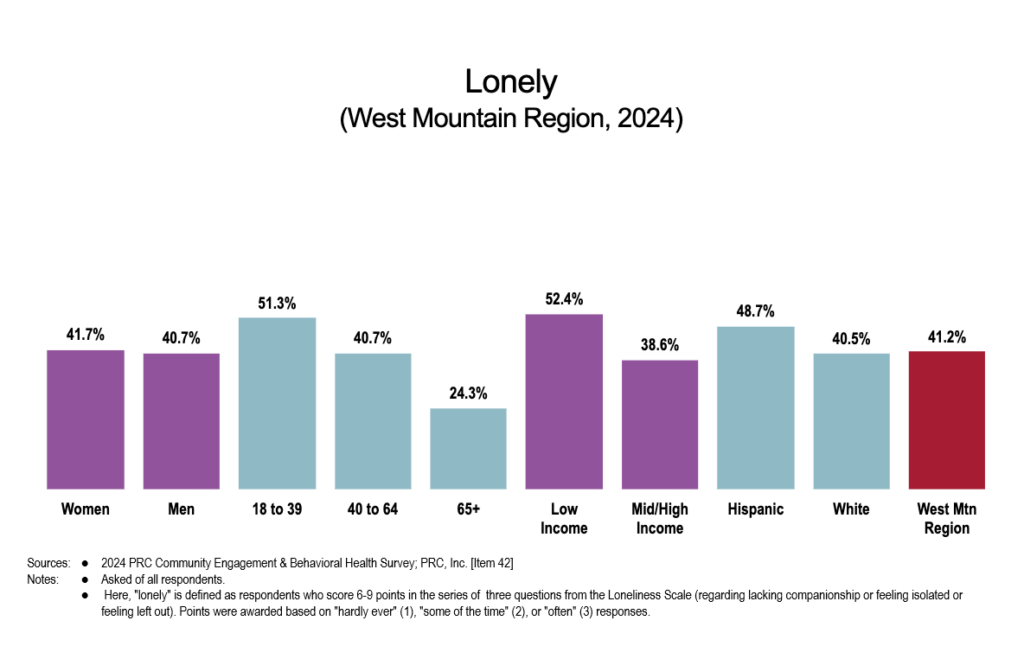 Lonely
(West Mountain Region, 2024)
41.7%
40.7%
51.3%
40.7%
24.3%
52.4%
38.6%
48.7%
40.5%
41.2%
Women
Men
18 to 39
40 to 64
65+
Low
Income
Mid/High
Income
Hispanic
White
West Mtn
Region
Sources: ● 2024 PRC Community Engagement & Behavioral Health Survey; PRC, Inc. [Item 42]
Notes: ● Asked of all respondents.
● Here, "lonely" is defined as respondents who score 6-9 points in the series of three questions from the Loneliness Scale (regarding lacking companionship or feeling isolated or
feeling left out). Points were awarded based on "hardly ever" (1), "some of the time" (2), or "often" (3) responses.